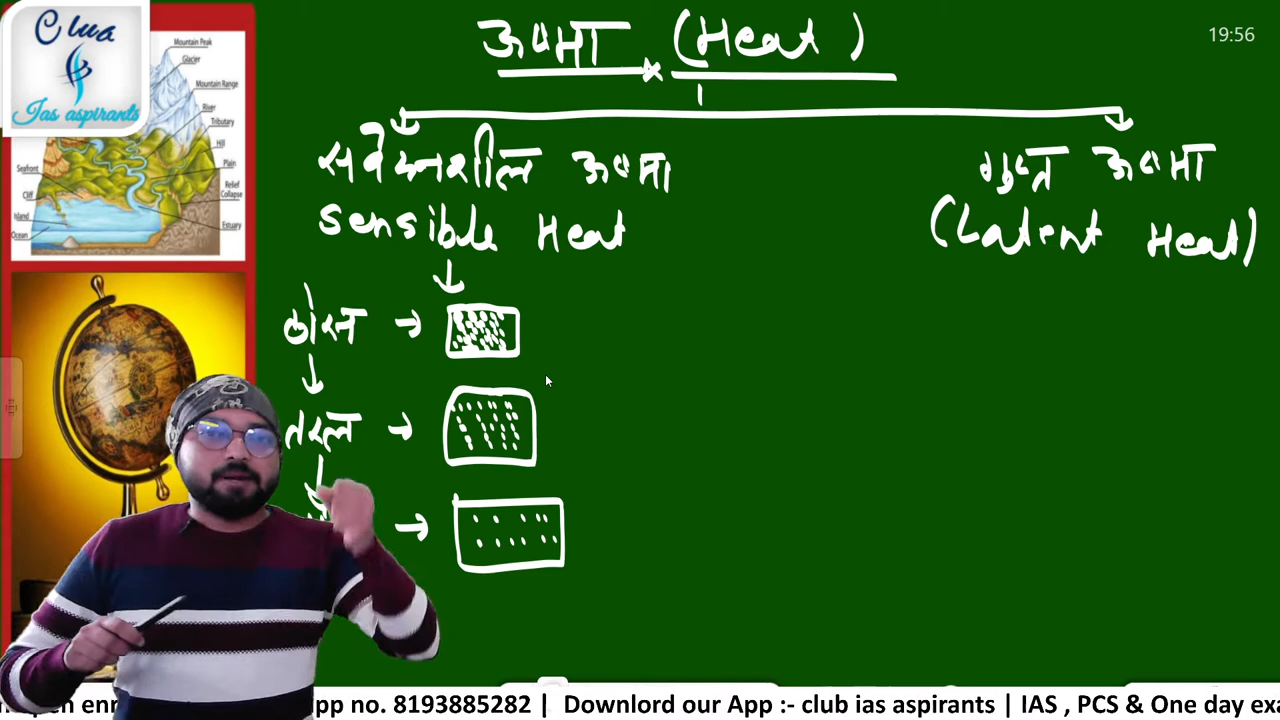 Clua
Ias aspirants
Mountain Peak
Glacier
Mountain Range
River
Tributary
Hill
Plain
Seafront
Relief
Collapse
Cliff
Island
Estuary
Ocean
19:56
ऊष्मा (Heat)
संवेदनशील ऊष्मा
Sensible Heat
गुप्त ऊष्मा
(Latent Heat)
ठोस →
तरल →
→
app no. 8193885282 | Downlord our App :- club ias aspirants | IAS , PCS & One day exa